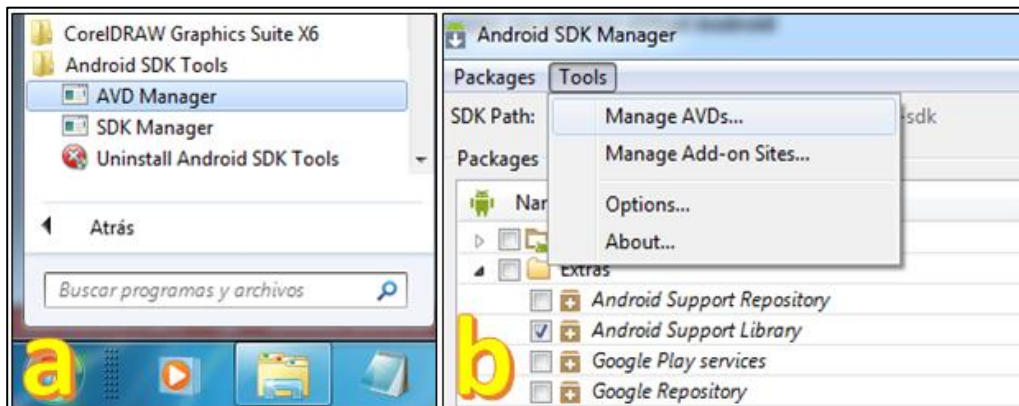 CorelDRAW Graphics Suite X6
Android SDK Tools
AVD Manager
SDK Manager
Uninstall Android SDK Tools
Atrás
Buscar programas y archivos
a
Android SDK Manager
Packages Tools
SDK Path:
-sdk
Manage AVDs...
Manage Add-on Sites...
Options...
About...
Packages
Nar
Extras
Android Support Repository
Android Support Library
Google Play services
Google Repository
b